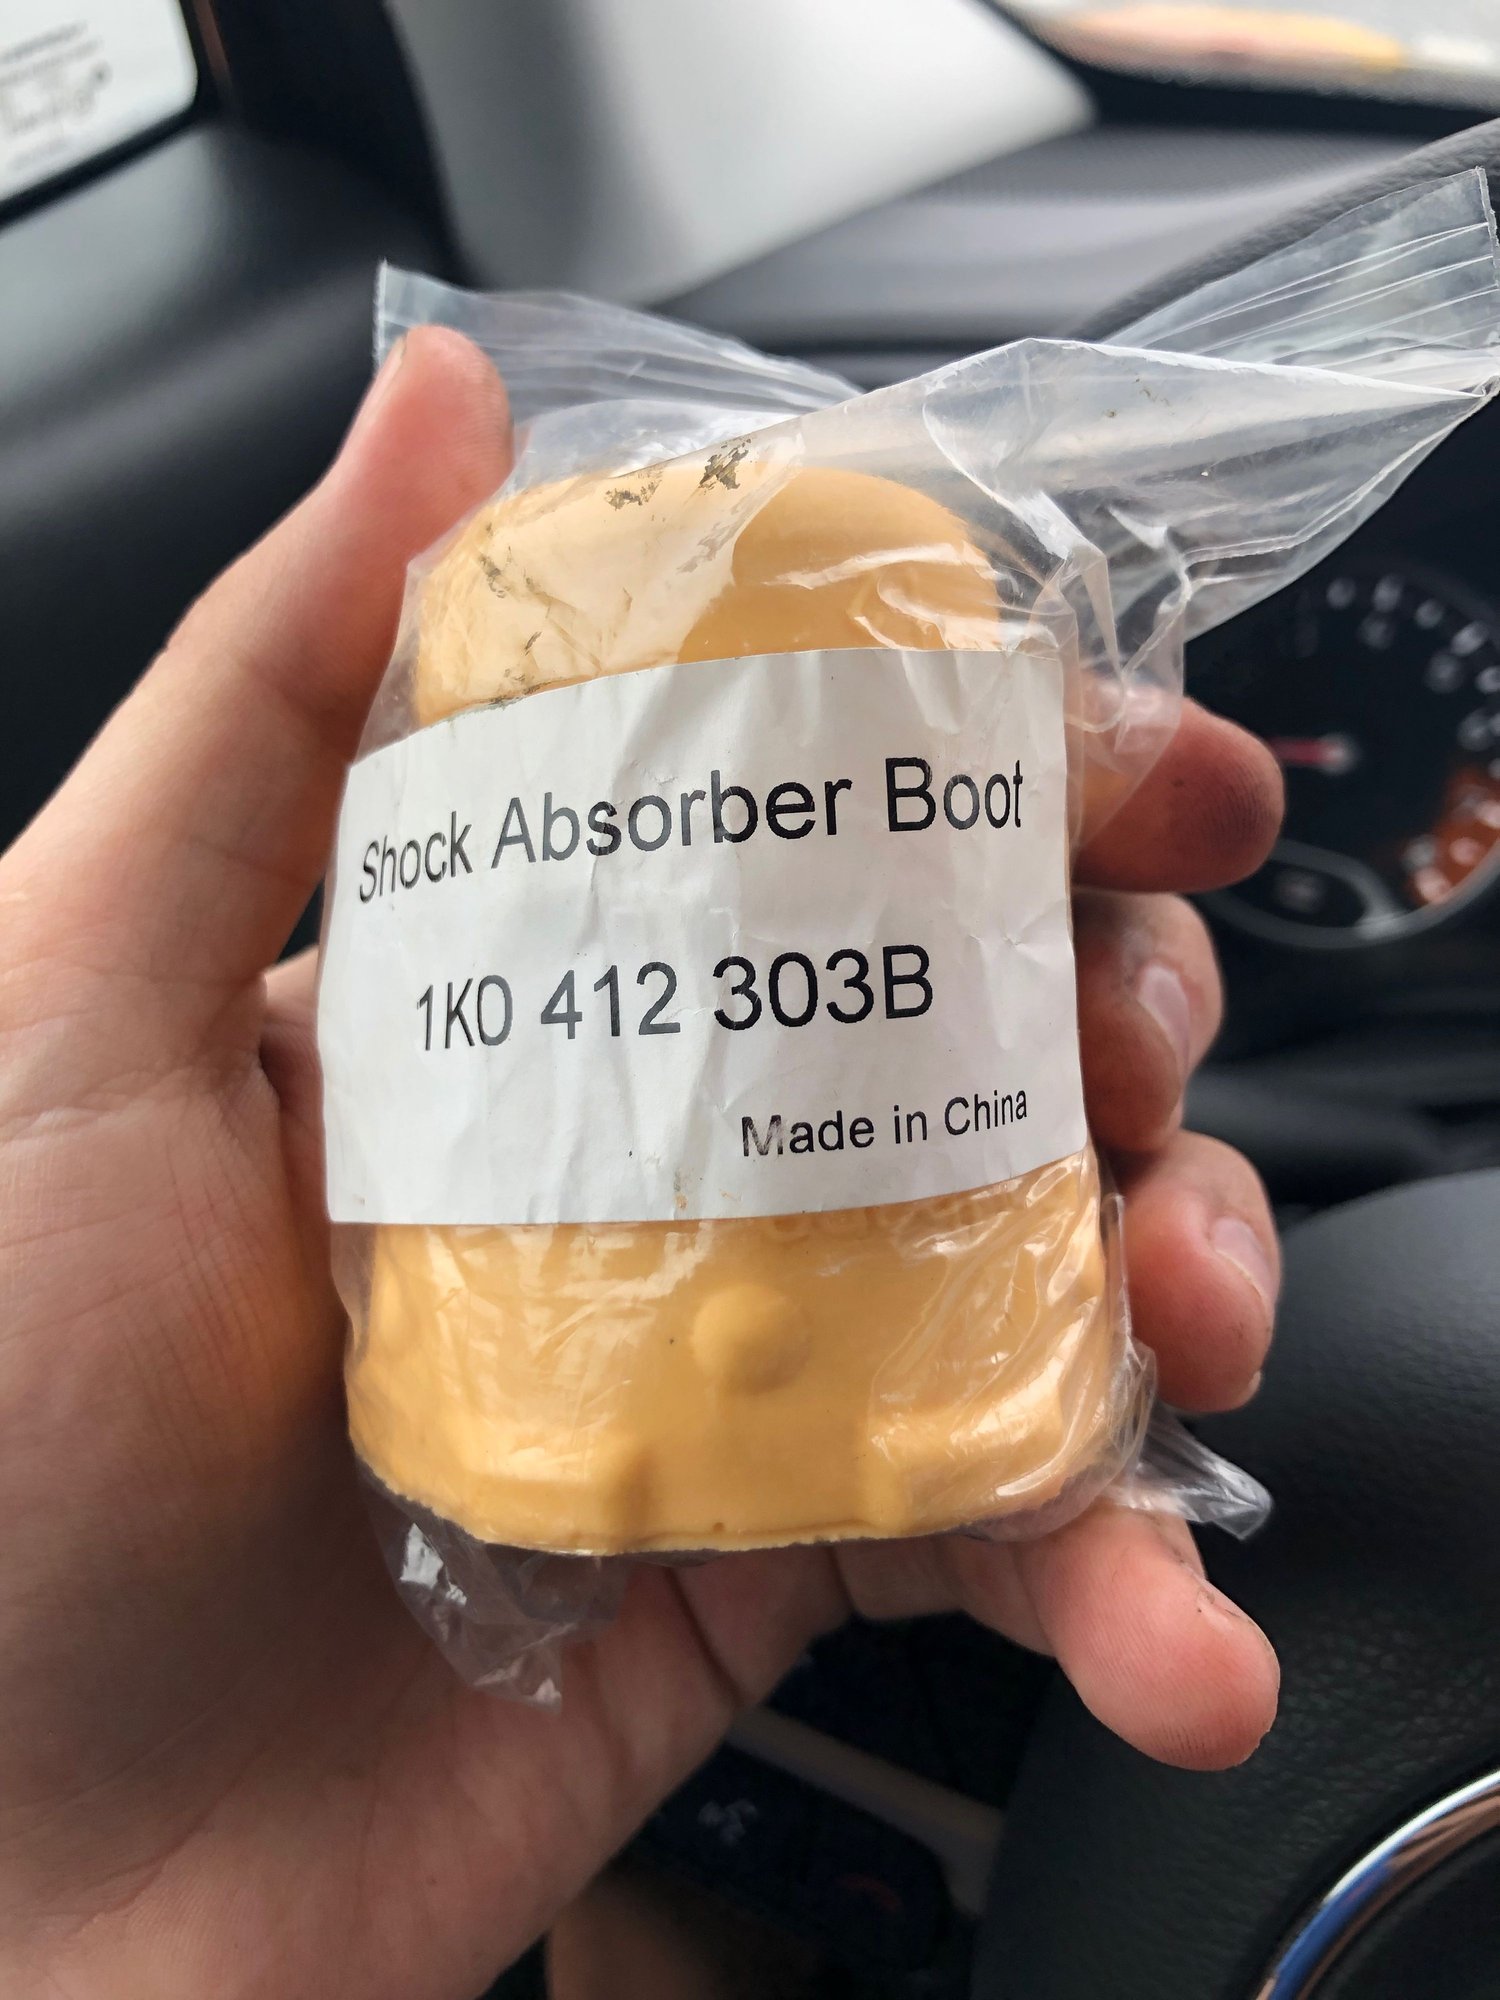 Shock Absorber Boot
1K0 412 303B
Made in China